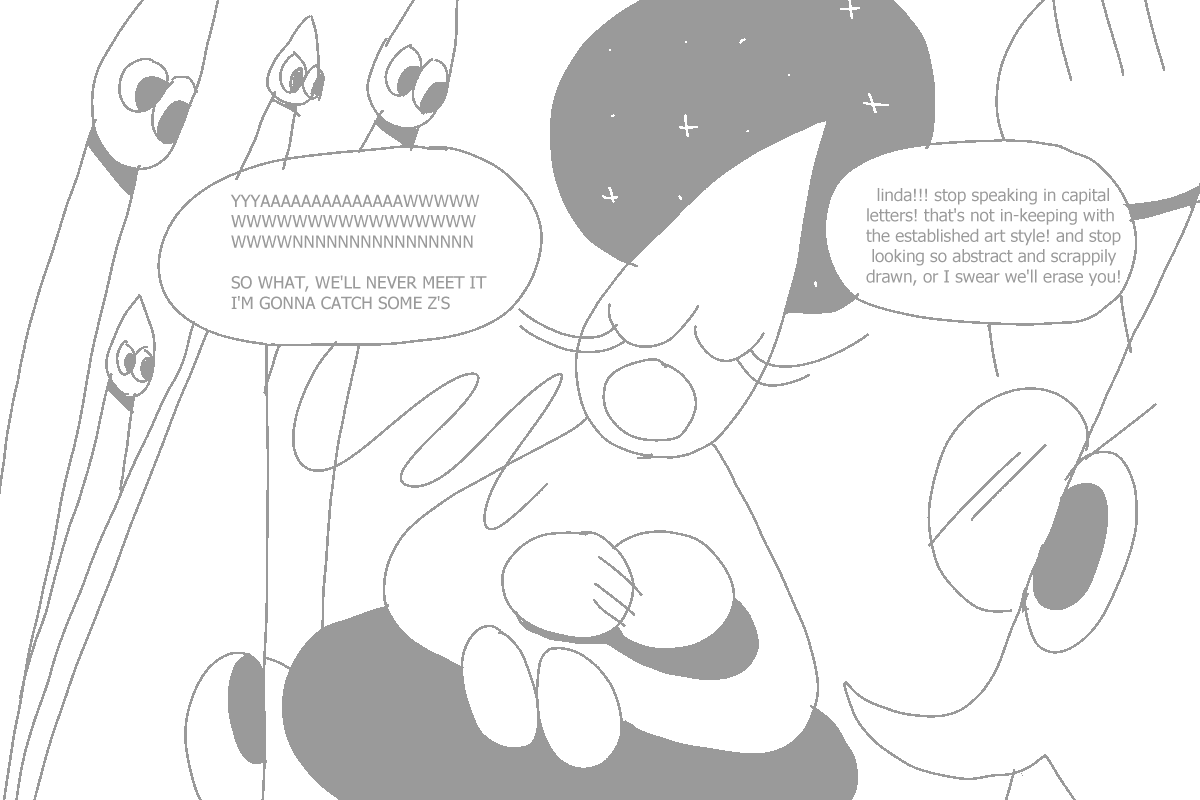 YYYAAAAAAAAAAAAAAWWWWW
WWWWWWWWWWWWWWWW
WWWWNNNNNNNNNNNNNNNNN
SO WHAT, WE'LL NEVER MEET IT
I'M GONNA CATCH SOME Z'S
linda!!! stop speaking in capital
letters! that's not in-keeping with
the established art style! and stop
looking so abstract and scrappily
drawn, or I swear we'll erase you!